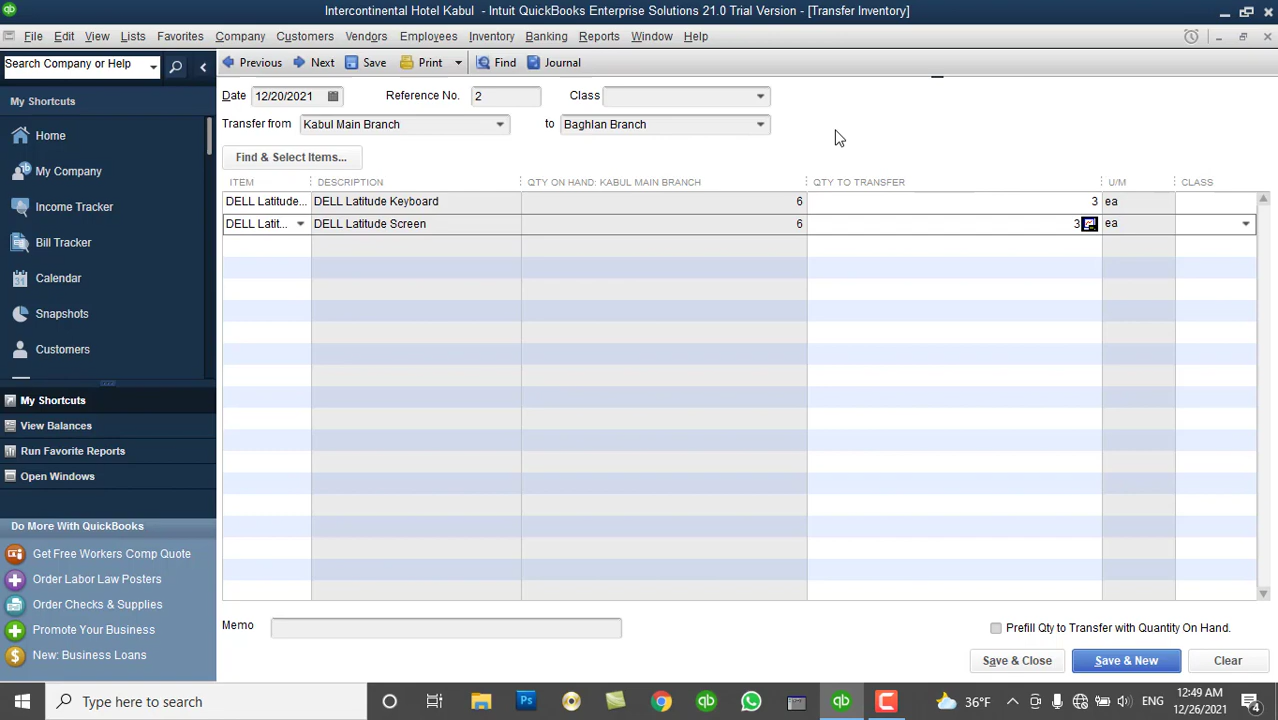 Intercontinental Hotel Kabul - Intuit QuickBooks Enterprise Solutions 21.0 Trial Version - [Transfer Inventory]
File Edit View Lists Favorites Company Customers Vendors Employees Inventory Banking Reports Window Help
Search Company or Help
Previous Next Save Print Find Journal
My Shortcuts
Home
My Company
Income Tracker
Bill Tracker
Calendar
Snapshots
Customers
My Shortcuts
View Balances
Run Favorite Reports
Open Windows
Do More With QuickBooks
Get Free Workers Comp Quote
Order Labor Law Posters
Order Checks & Supplies
Promote Your Business
New: Business Loans
Date 12/20/2021 Reference No. 2 Class
Transfer from Kabul Main Branch to Baghlan Branch
Find & Select Items...
ITEM DESCRIPTION QTY ON HAND: KABUL MAIN BRANCH QTY TO TRANSFER U/M CLASS
DELL Latitude... DELL Latitude Keyboard 6 3 ea
DELL Latit... DELL Latitude Screen 6 3 ea
Memo
Prefill Qty to Transfer with Quantity On Hand.
Save & Close Save & New Clear
Type here to search
qb
Ps
qb
36°F
ENG
12:49 AM
12/26/2021
4